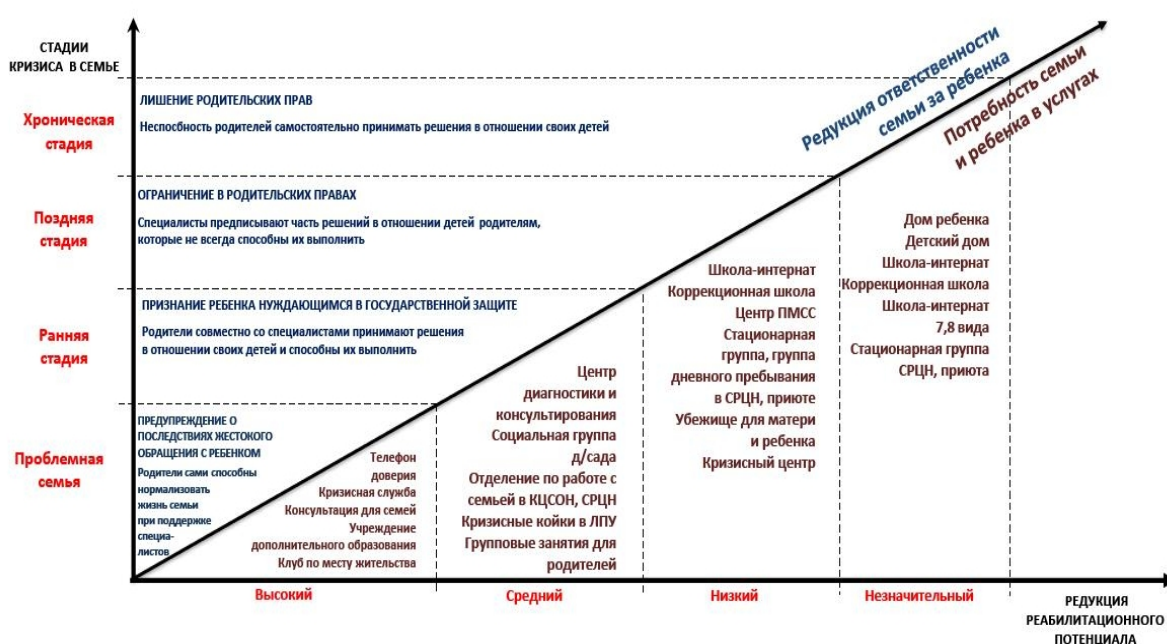 СТАДИИ
КРИЗИСА В СЕМЬЕ
Хроническая
стадия
ЛИШЕНИЕ РОДИТЕЛЬСКИХ ПРАВ
Неспосбность родителей самостоятельно принимать решения в отношении своих детей
Редукция ответственности
семьи за ребенка
Потребность семьи
и ребенка в услугах
Поздняя
стадия
ОГРАНИЧЕНИЕ В РОДИТЕЛЬСКИХ ПРАВАХ
Специалисты предписывают часть решений в отношении детей родителям,
которые не всегда способны их выполнить
Ранняя
стадия
ПРИЗНАНИЕ РЕБЕНКА НУЖДАЮЩИМСЯ В ГОСУДАРСТВЕННОЙ ЗАЩИТЕ
Родители совместно со специалистами принимают решения
в отношении своих детей и способны их выполнить
Проблемная
семья
ПРЕДУПРЕЖДЕНИЕ О
ПОСЛЕДСТВИЯХ ЖЕСТОКОГО
ОБРАЩЕНИЯ С РЕБЕНКОМ
Родители сами способны
нормализовать
жизнь семьи
при поддержке
специа-
листов
Телефон
доверия
Кризисная служба
Консультация для семей
Учреждение
дополнительного образования
Клуб по месту жительства
Центр
диагностики и
консультирования
Социальная группа
д/сада
Отделение по работе с
семьей в КЦСОН, СРЦН
Кризисные койки в ЛПУ
Групповые занятия для
родителей
Школа-интернат
Коррекционная школа
Центр ПМСС
Стационарная
группа, группа
дневного пребывания
в СРЦН, приюте
Убежище для матери
и ребенка
Кризисный центр
Дом ребенка
Детский дом
Школа-интернат
Коррекционная школа
Школа-интернат
7,8 вида
Стационарная группа
СРЦН, приюта
Высокий
Средний
Низкий
Незначительный
РЕДУКЦИЯ
РЕАБИЛИТАЦИОННОГО
ПОТЕНЦИАЛА